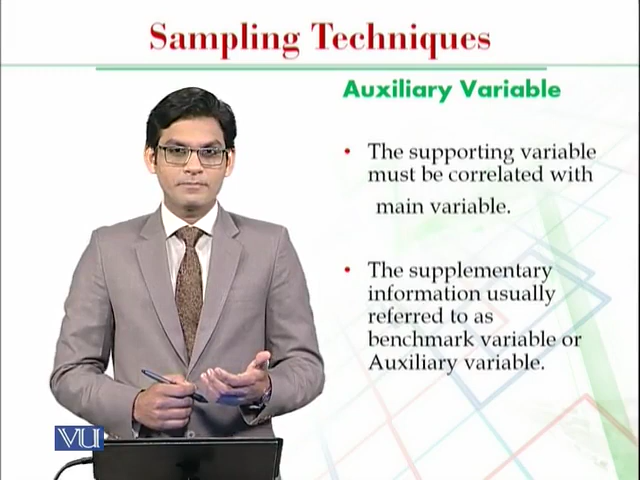 Sampling Techniques
Auxiliary Variable
• The supporting variable
must be correlated with
main variable.
• The supplementary
information usually
referred to as
benchmark variable or
Auxiliary variable.
VU